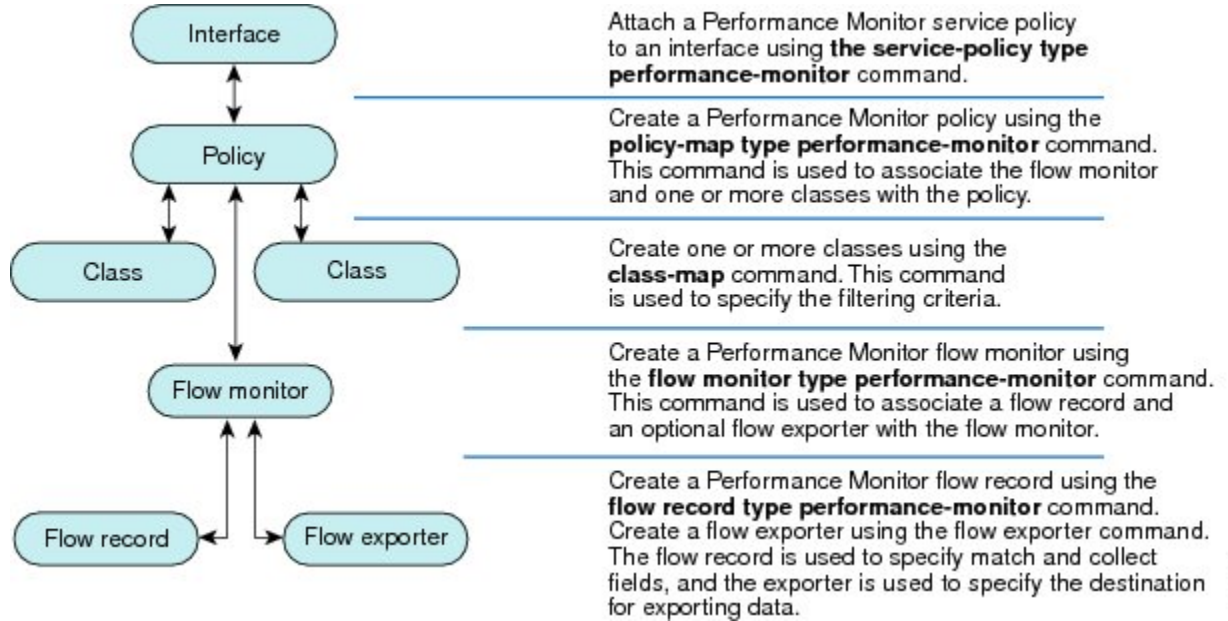 Interface
Attach a Performance Monitor service policy
to an interface using the service-policy type
performance-monitor command.
Policy
Create a Performance Monitor policy using the
policy-map type performance-monitor command.
This command is used to associate the flow monitor
and one or more classes with the policy.
Class
Class
Create one or more classes using the
class-map command. This command
is used to specify the filtering criteria.
Flow monitor
Create a Performance Monitor flow monitor using
the flow monitor type performance-monitor command.
This command is used to associate a flow record and
an optional flow exporter with the flow monitor.
Flow record
Flow exporter
Create a Performance Monitor flow record using the
flow record type performance-monitor command.
Create a flow exporter using the flow exporter command.
The flow record is used to specify match and collect
fields, and the exporter is used to specify the destination
for exporting data.